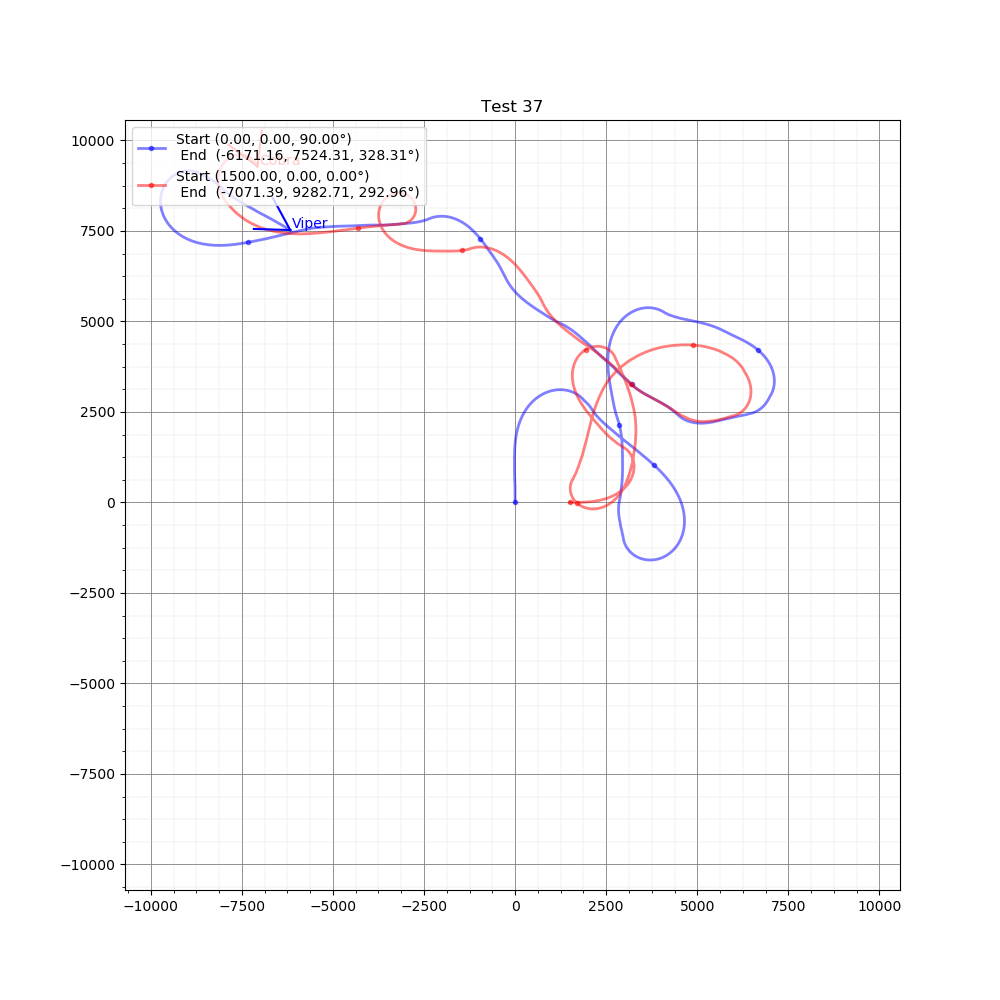 Test 37
Start (0.00, 0.00, 90.00°)
End (-6171.16, 7524.31, 328.31°)
Start (1500.00, 0.00, 0.00°)
End (-7071.39, 9282.71, 292.96°)
Cobra
Viper
10000
7500
5000
2500
0
−2500
−5000
−7500
−10000
−10000 −7500 −5000 −2500 0 2500 5000 7500 10000